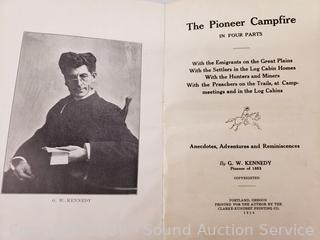 The Pioneer Campfire
IN FOUR PARTS
With the Emigrants on the Great Plains
With the Settlers in the Log Cabin Homes
With the Hunters and Miners
With the Preachers on the Trails, at Camp-
meetings and in the Log Cabins
Anecdotes, Adventures and Reminiscences
By G. W. KENNEDY
Pioneer of 1853
COPYRIGHTED
PORTLAND, OREGON
PRINTED FOR THE AUTHOR BY THE
CLARKE-KUNDRET PRINTING CO.
1914
G. W. KENNEDY
Sound Auction Service